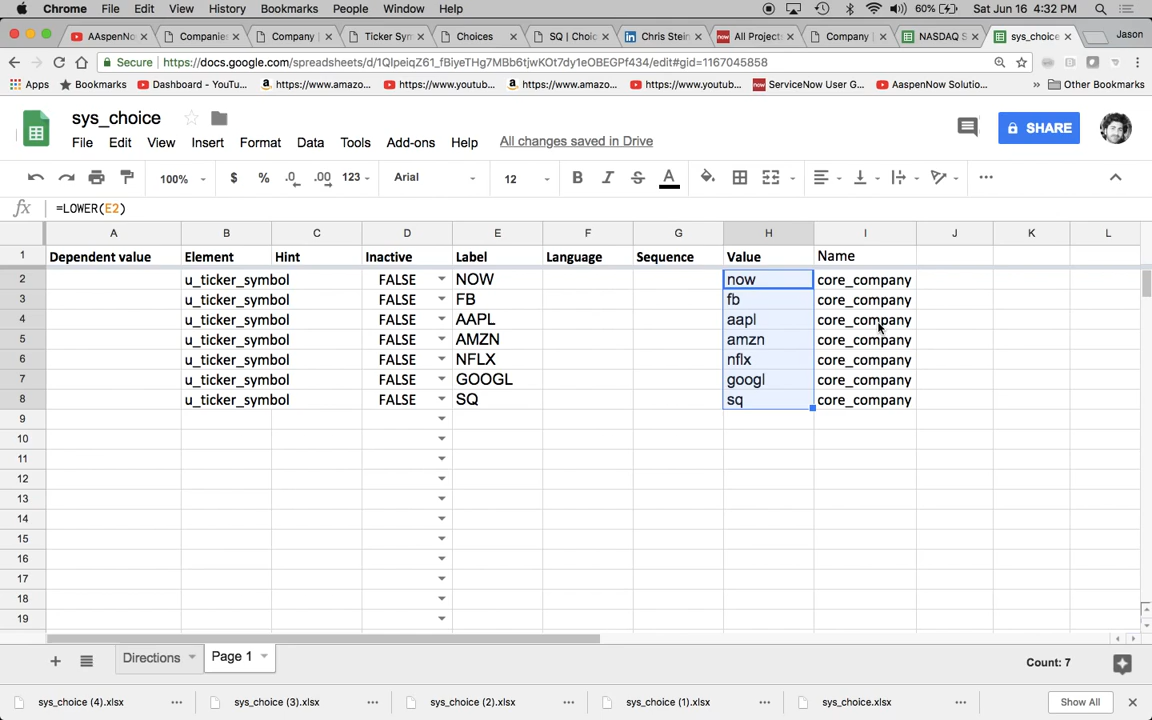 Chrome File Edit View History Bookmarks People Window Help 60% Sat Jun 16 4:32 PM
AAspenNo Companies Company | Ticker Sym Choices SQ | Choic Chris Stein All Projects Company | NASDAQ S sys_choice Jason
Secure https://docs.google.com/spreadsheets/d/1QIpeiqZ61_fBiyeTHg7MBb6tjwKOt7dy1eOBEGPf434/edit#gid=1167045858
Apps Bookmarks Dashboard - YouTu... https://www.amazo... https://www.youtub... https://www.amazo... https://www.youtub... ServiceNow User G... AaspenNow Solutio... » Other Bookmarks
sys_choice
File Edit View Insert Format Data Tools Add-ons Help All changes saved in Drive
SHARE
100% $ % .0 .00 123 Arial 12 B I S A
fx =LOWER(E2)
A B C D E F G H I J K L
1 Dependent value Element Hint Inactive Label Language Sequence Value Name
2 u_ticker_symbol FALSE NOW now core_company
3 u_ticker_symbol FALSE FB fb core_company
4 u_ticker_symbol FALSE AAPL aapl core_company
5 u_ticker_symbol FALSE AMZN amzn core_company
6 u_ticker_symbol FALSE NFLX nflx core_company
7 u_ticker_symbol FALSE GOOGL googl core_company
8 u_ticker_symbol FALSE SQ sq core_company
9
10
11
12
13
14
15
16
17
18
19
Directions Page 1 Count: 7
sys_choice (4).xlsx sys_choice (3).xlsx sys_choice (2).xlsx sys_choice (1).xlsx sys_choice.xlsx Show All